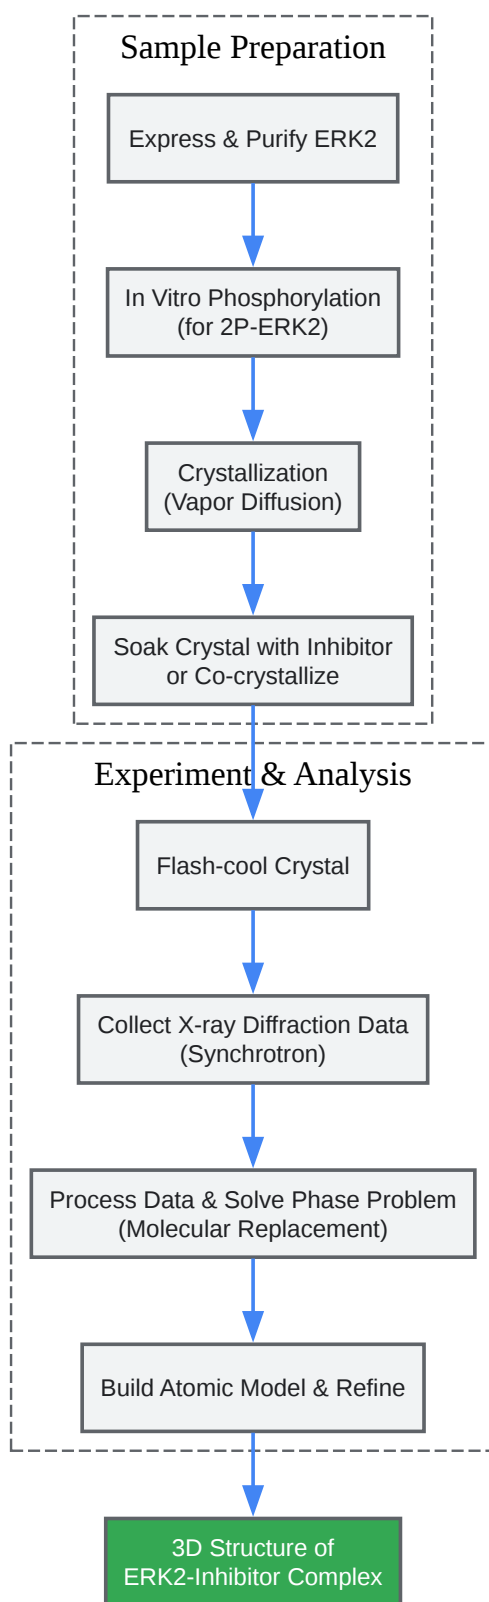 Sample Preparation
Express & Purify ERK2
In Vitro Phosphorylation
(for 2P-ERK2)
Crystallization
(Vapor Diffusion)
Soak Crystal with Inhibitor
or Co-crystallize
Experiment & Analysis
Flash-cool Crystal
Collect X-ray Diffraction Data
(Synchrotron)
Process Data & Solve Phase Problem
(Molecular Replacement)
Build Atomic Model & Refine
3D Structure of
ERK2-Inhibitor Complex